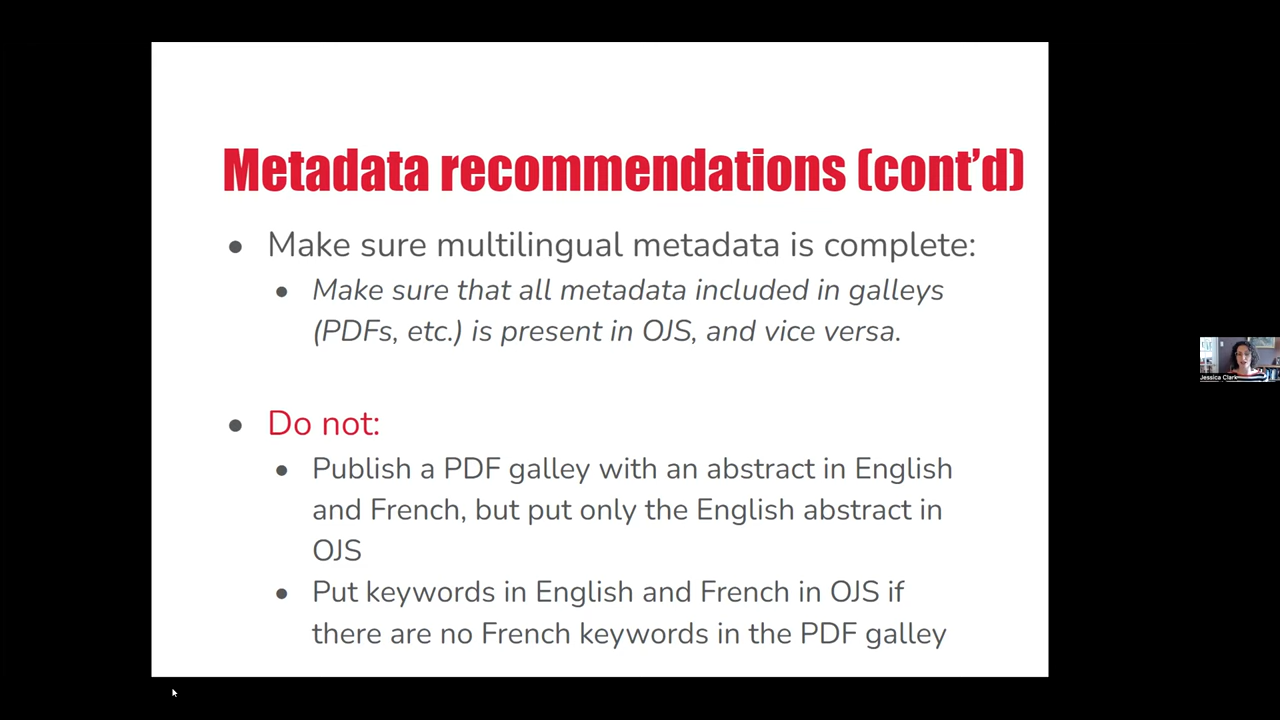 Metadata recommendations (cont’d)
● Make sure multilingual metadata is complete:
● Make sure that all metadata included in galleys
(PDFs, etc.) is present in OJS, and vice versa.
● Do not:
● Publish a PDF galley with an abstract in English
and French, but put only the English abstract in
OJS
● Put keywords in English and French in OJS if
there are no French keywords in the PDF galley
Jessica Clark